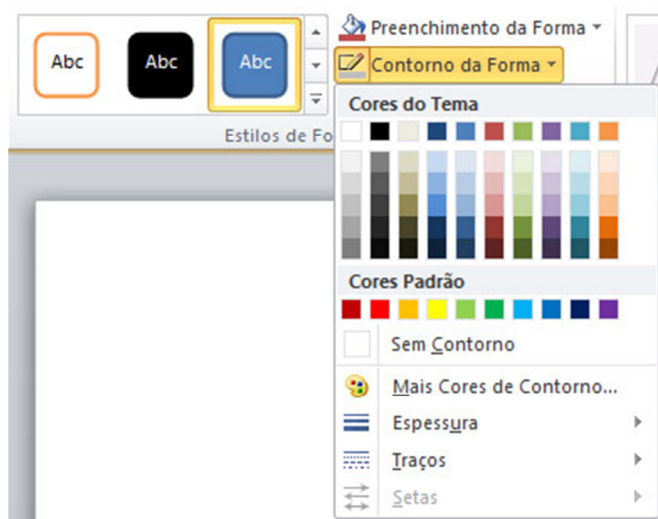 Abc Abc Abc
Preenchimento da Forma
Contorno da Forma
Estilos de Fo
Cores do Tema
Cores Padrão
Sem Contorno
Mais Cores de Contorno...
Espessura
Traços
Setas